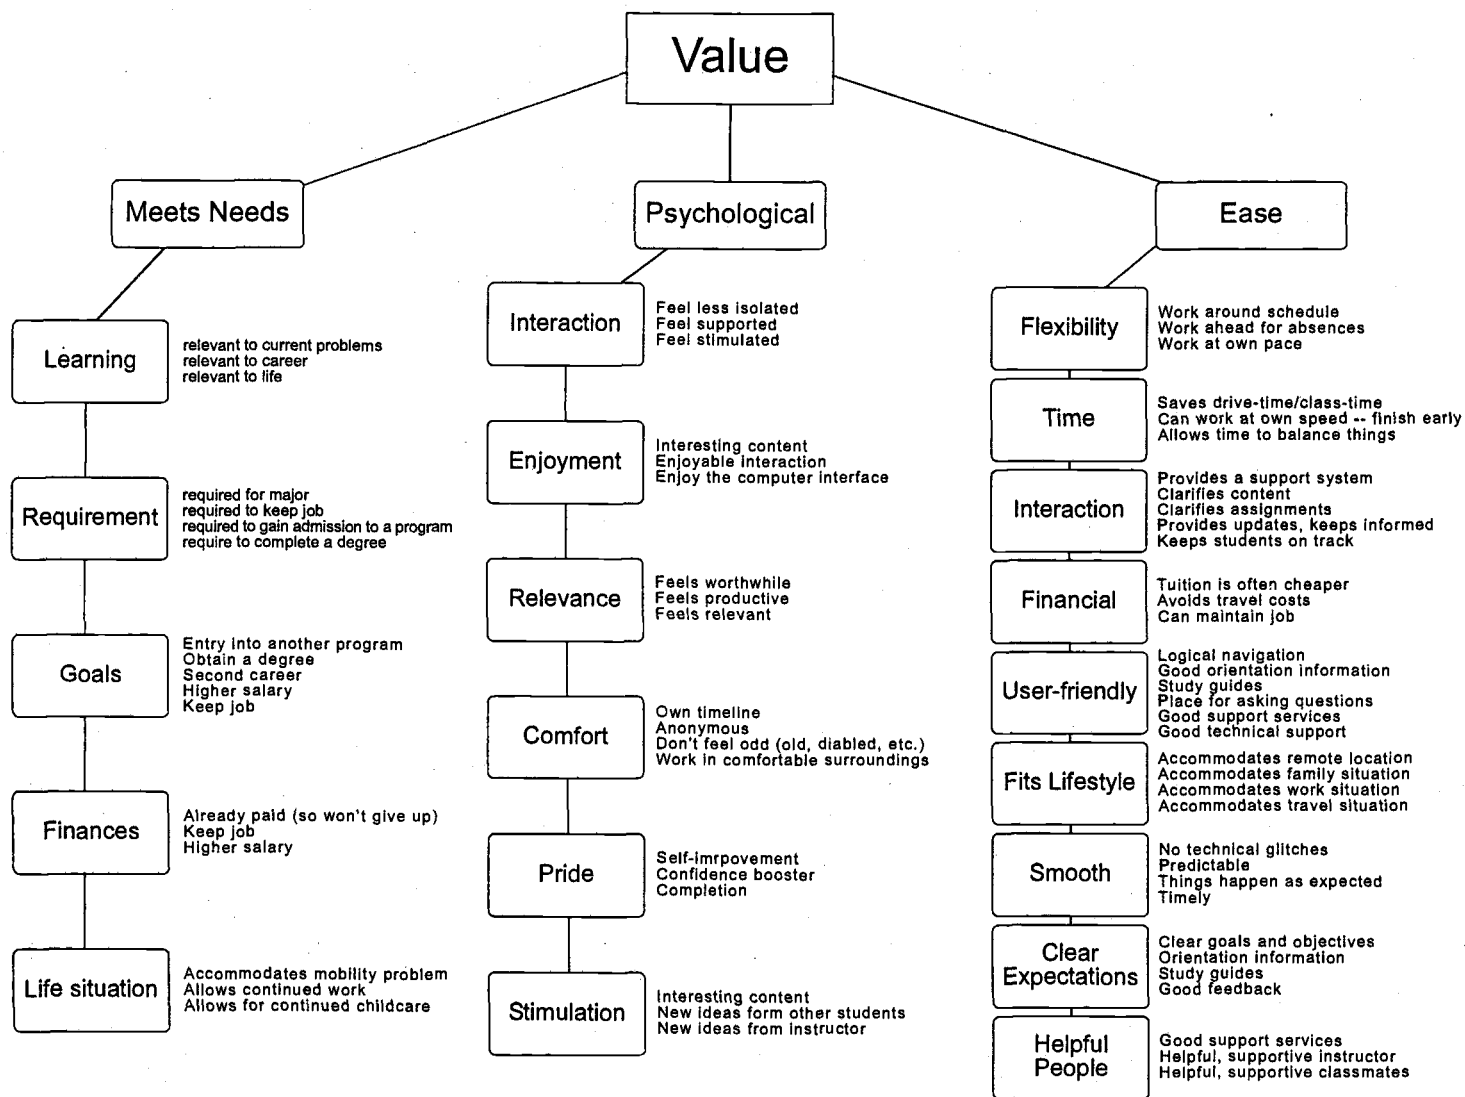 Value
Meets Needs
Learning
relevant to current problems
relevant to career
relevant to life
Requirement
required for major
required to keep job
required to gain admission to a program
require to complete a degree
Goals
Entry into another program
Obtain a degree
Second career
Higher salary
Keep job
Finances
Already paid (so won't give up)
Keep job
Higher salary
Life situation
Accommodates mobility problem
Allows continued work
Allows for continued childcare
Psychological
Interaction
Feel less isolated
Feel supported
Feel stimulated
Enjoyment
Interesting content
Enjoyable interaction
Enjoy the computer interface
Relevance
Feels worthwhile
Feels productive
Feels relevant
Comfort
Own timeline
Anonymous
Don't feel odd (old, diabled, etc.)
Work in comfortable surroundings
Pride
Self-imrpovement
Confidence booster
Completion
Stimulation
Interesting content
New ideas form other students
New ideas from instructor
Ease
Flexibility
Work around schedule
Work ahead for absences
Work at own pace
Time
Saves drive-time/class-time
Can work at own speed -- finish early
Allows time to balance things
Interaction
Provides a support system
Clarifies content
Clarifies assignments
Provides updates, keeps informed
Keeps students on track
Financial
Tuition is often cheaper
Avoids travel costs
Can maintain job
User-friendly
Logical navigation
Good orientation information
Study guides
Place for asking questions
Good support services
Good technical support
Fits Lifestyle
Accommodates remote location
Accommodates family situation
Accommodates work situation
Accommodates travel situation
Smooth
No technical glitches
Predictable
Things happen as expected
Timely
Clear
Expectations
Clear goals and objectives
Orientation information
Study guides
Good feedback
Helpful
People
Good support services
Helpful, supportive instructor
Helpful, supportive classmates